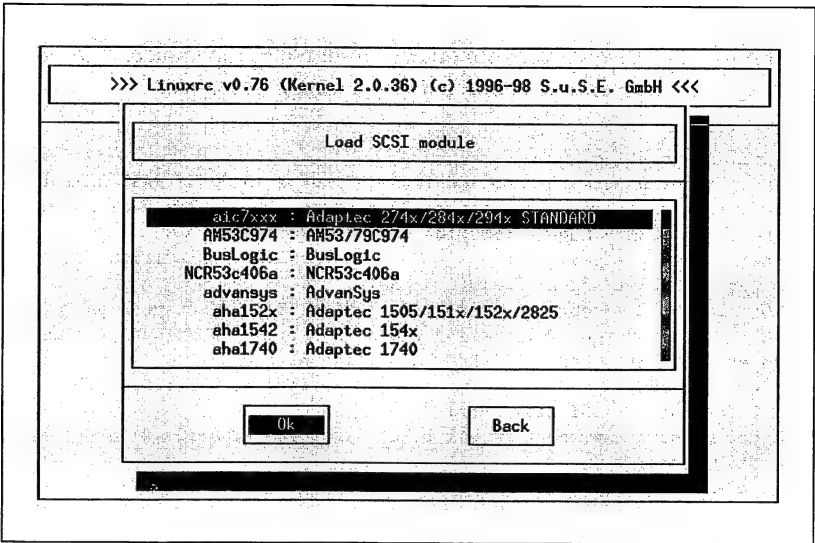 >>> Linuxrc v0.76 (Kernel 2.0.36) (c) 1996-98 S.u.S.E. GmbH <<<
Load SCSI module
aic7xxx : Adaptec 274x/284x/294x STANDARD
AM53C974 : AM53/79C974
BusLogic : BusLogic
NCR53c406a : NCR53c406a
advansys : AdvanSys
aha152x : Adaptec 1505/151x/152x/2825
aha1542 : Adaptec 154x
aha1740 : Adaptec 1740
Ok Back